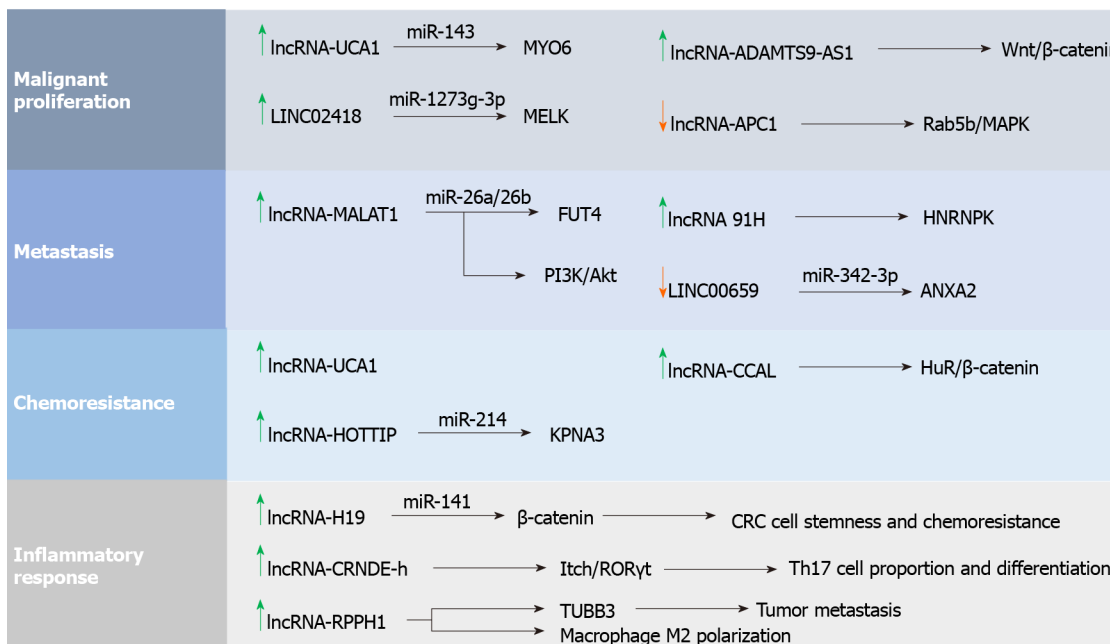 Malignant
proliferation
lncRNA-UCA1 miR-143 MYO6
lncRNA-ADAMTS9-AS1 Wnt/β-catenin
LINC02418 miR-1273g-3p MELK
lncRNA-APC1 Rab5b/MAPK
Metastasis
lncRNA-MALAT1 miR-26a/26b FUT4
PI3K/Akt
lncRNA 91H HNRNPK
LINC00659 miR-342-3p ANXA2
Chemoresistance
lncRNA-UCA1
lncRNA-CCAL HuR/β-catenin
lncRNA-HOTTIP miR-214 KPNA3
Inflammatory
response
lncRNA-H19 miR-141 β-catenin CRC cell stemness and chemoresistance
lncRNA-CRNDE-h Itch/RORγt Th17 cell proportion and differentiation
lncRNA-RPPH1 TUBB3 Tumor metastasis
Macrophage M2 polarization